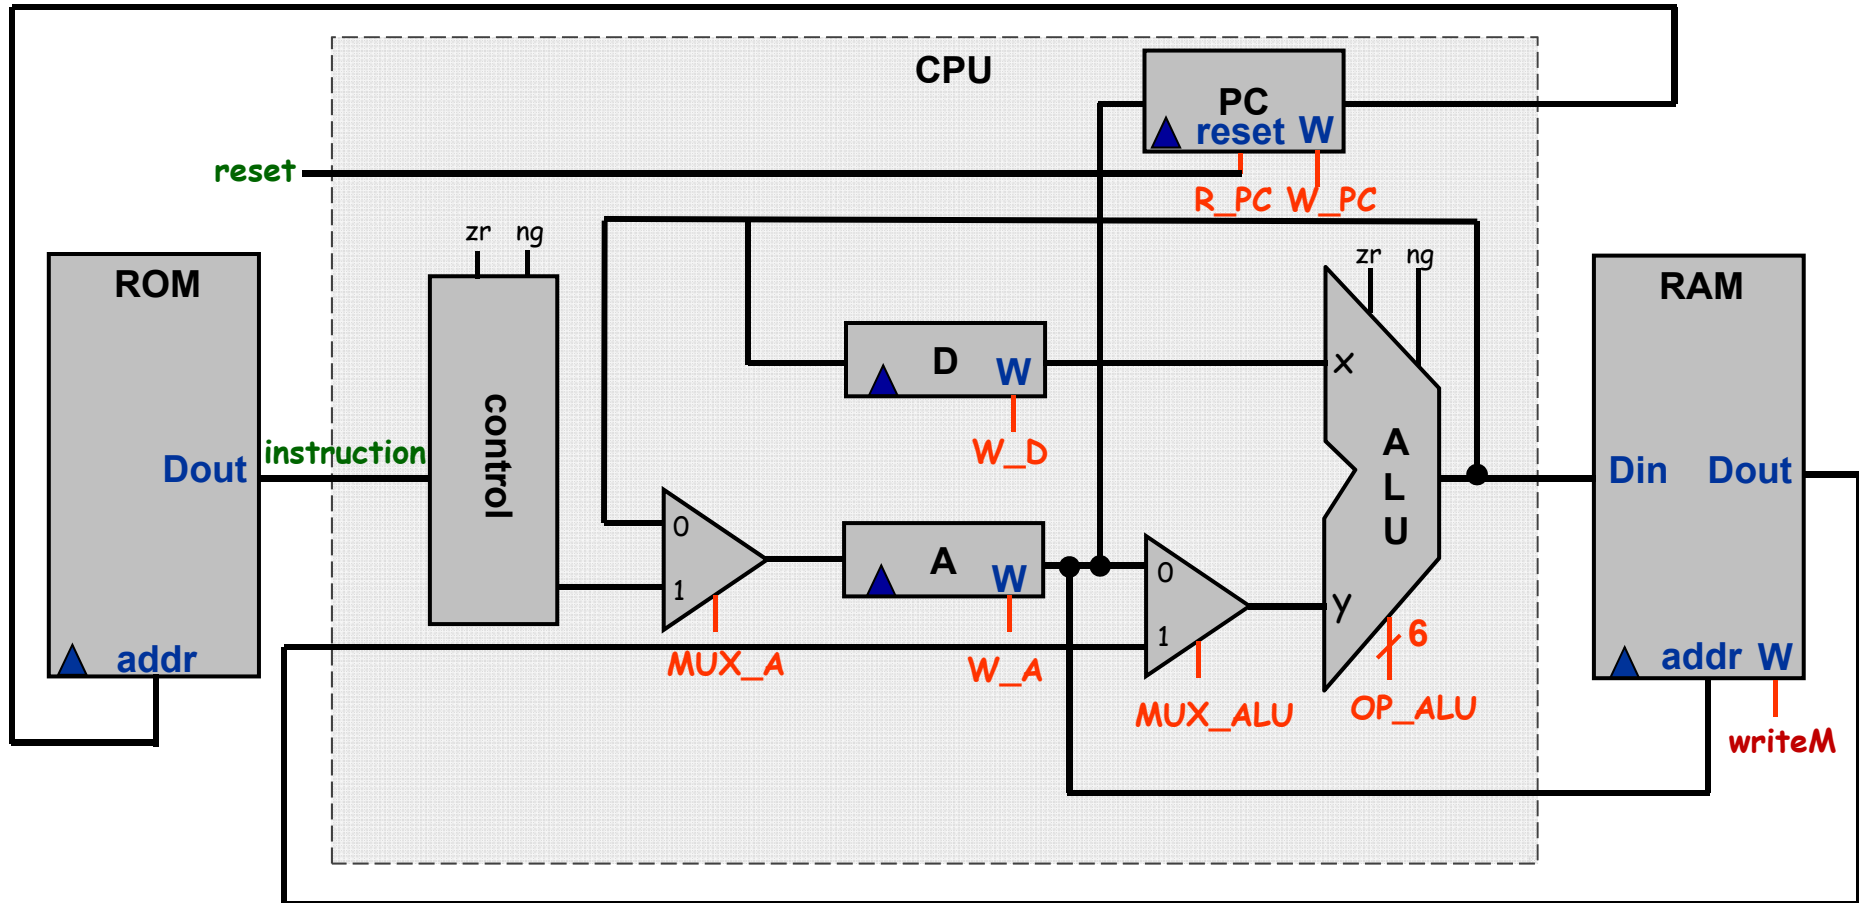 CPU
PC
reset W
reset
R_PC W_PC
zr ng
zr ng
ROM
RAM
D W
x
control
W_D
A
L
U
instruction
Dout
Din Dout
0
1
A W
0
1
y
6
MUX_A
W_A
MUX_ALU
OP_ALU
addr
addr W
writeM